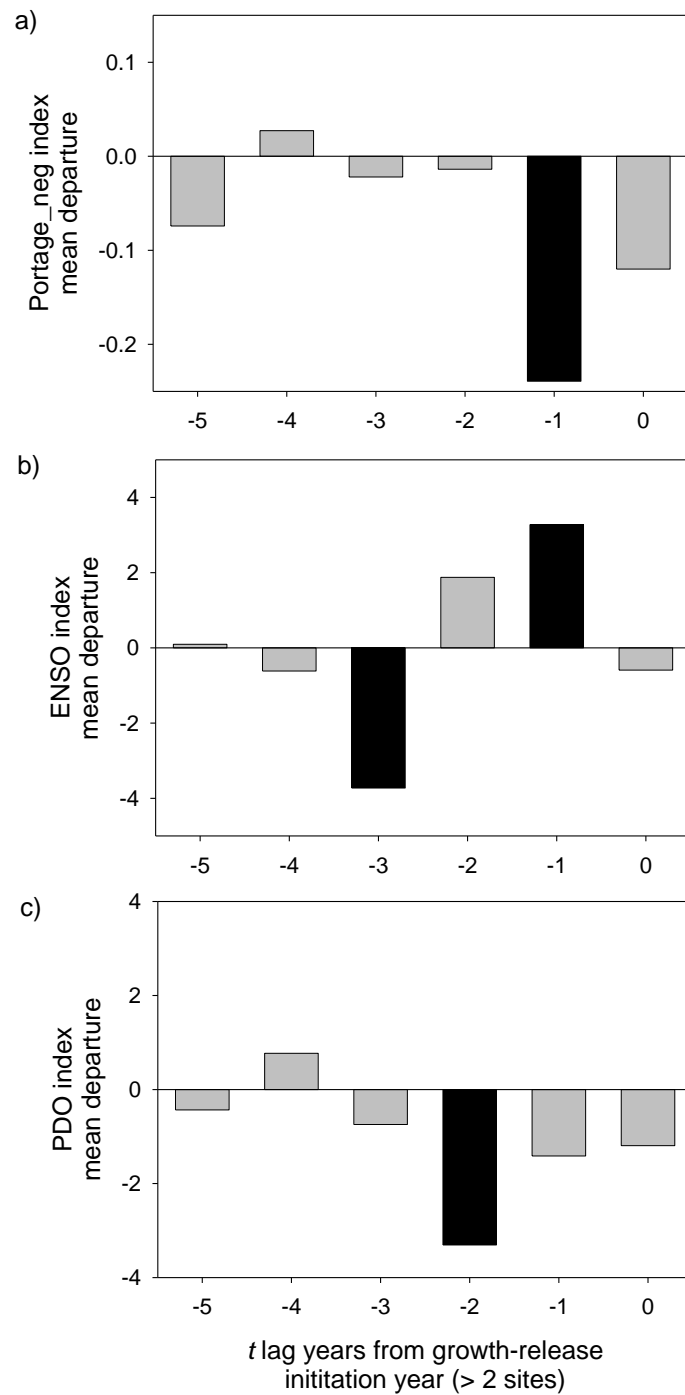 a)
Portage_neg index
mean departure
0.1
0.0
-0.1
-0.2
-5 -4 -3 -2 -1 0
b)
ENSO index
mean departure
4
2
0
-2
-4
-5 -4 -3 -2 -1 0
c)
PDO index
mean departure
4
2
0
-2
-4
-5 -4 -3 -2 -1 0
t lag years from growth-release
inititation year (> 2 sites)